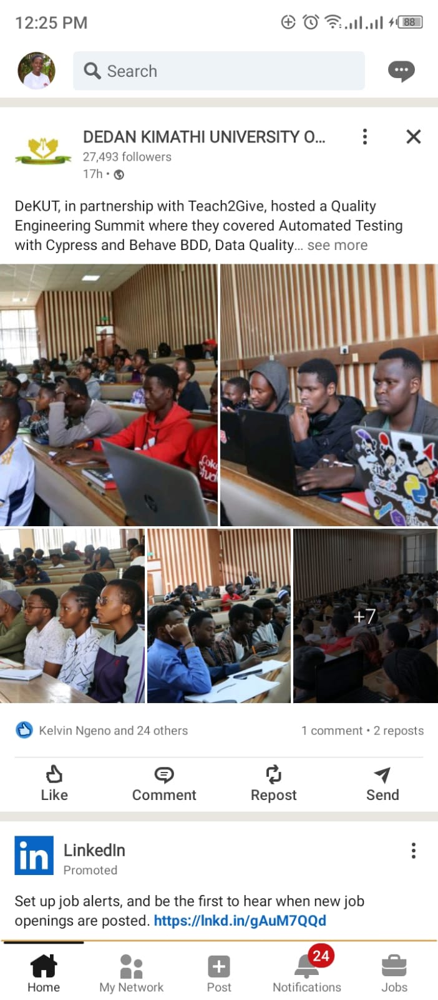 12:25 PM
88
Search
DEDAN KIMATHI UNIVERSITY O...
27,493 followers
17h •
DeKUT, in partnership with Teach2Give, hosted a Quality
Engineering Summit where they covered Automated Testing
with Cypress and Behave BDD, Data Quality... see more
Coke
Stud
hp
git
+7
Kelvin Ngeno and 24 others
1 comment • 2 reposts
Like
Comment
Repost
Send
in
LinkedIn
Promoted
Set up job alerts, and be the first to hear when new job
openings are posted. https://lnkd.in/gAuM7QQd
24
Home
My Network
Post
Notifications
Jobs